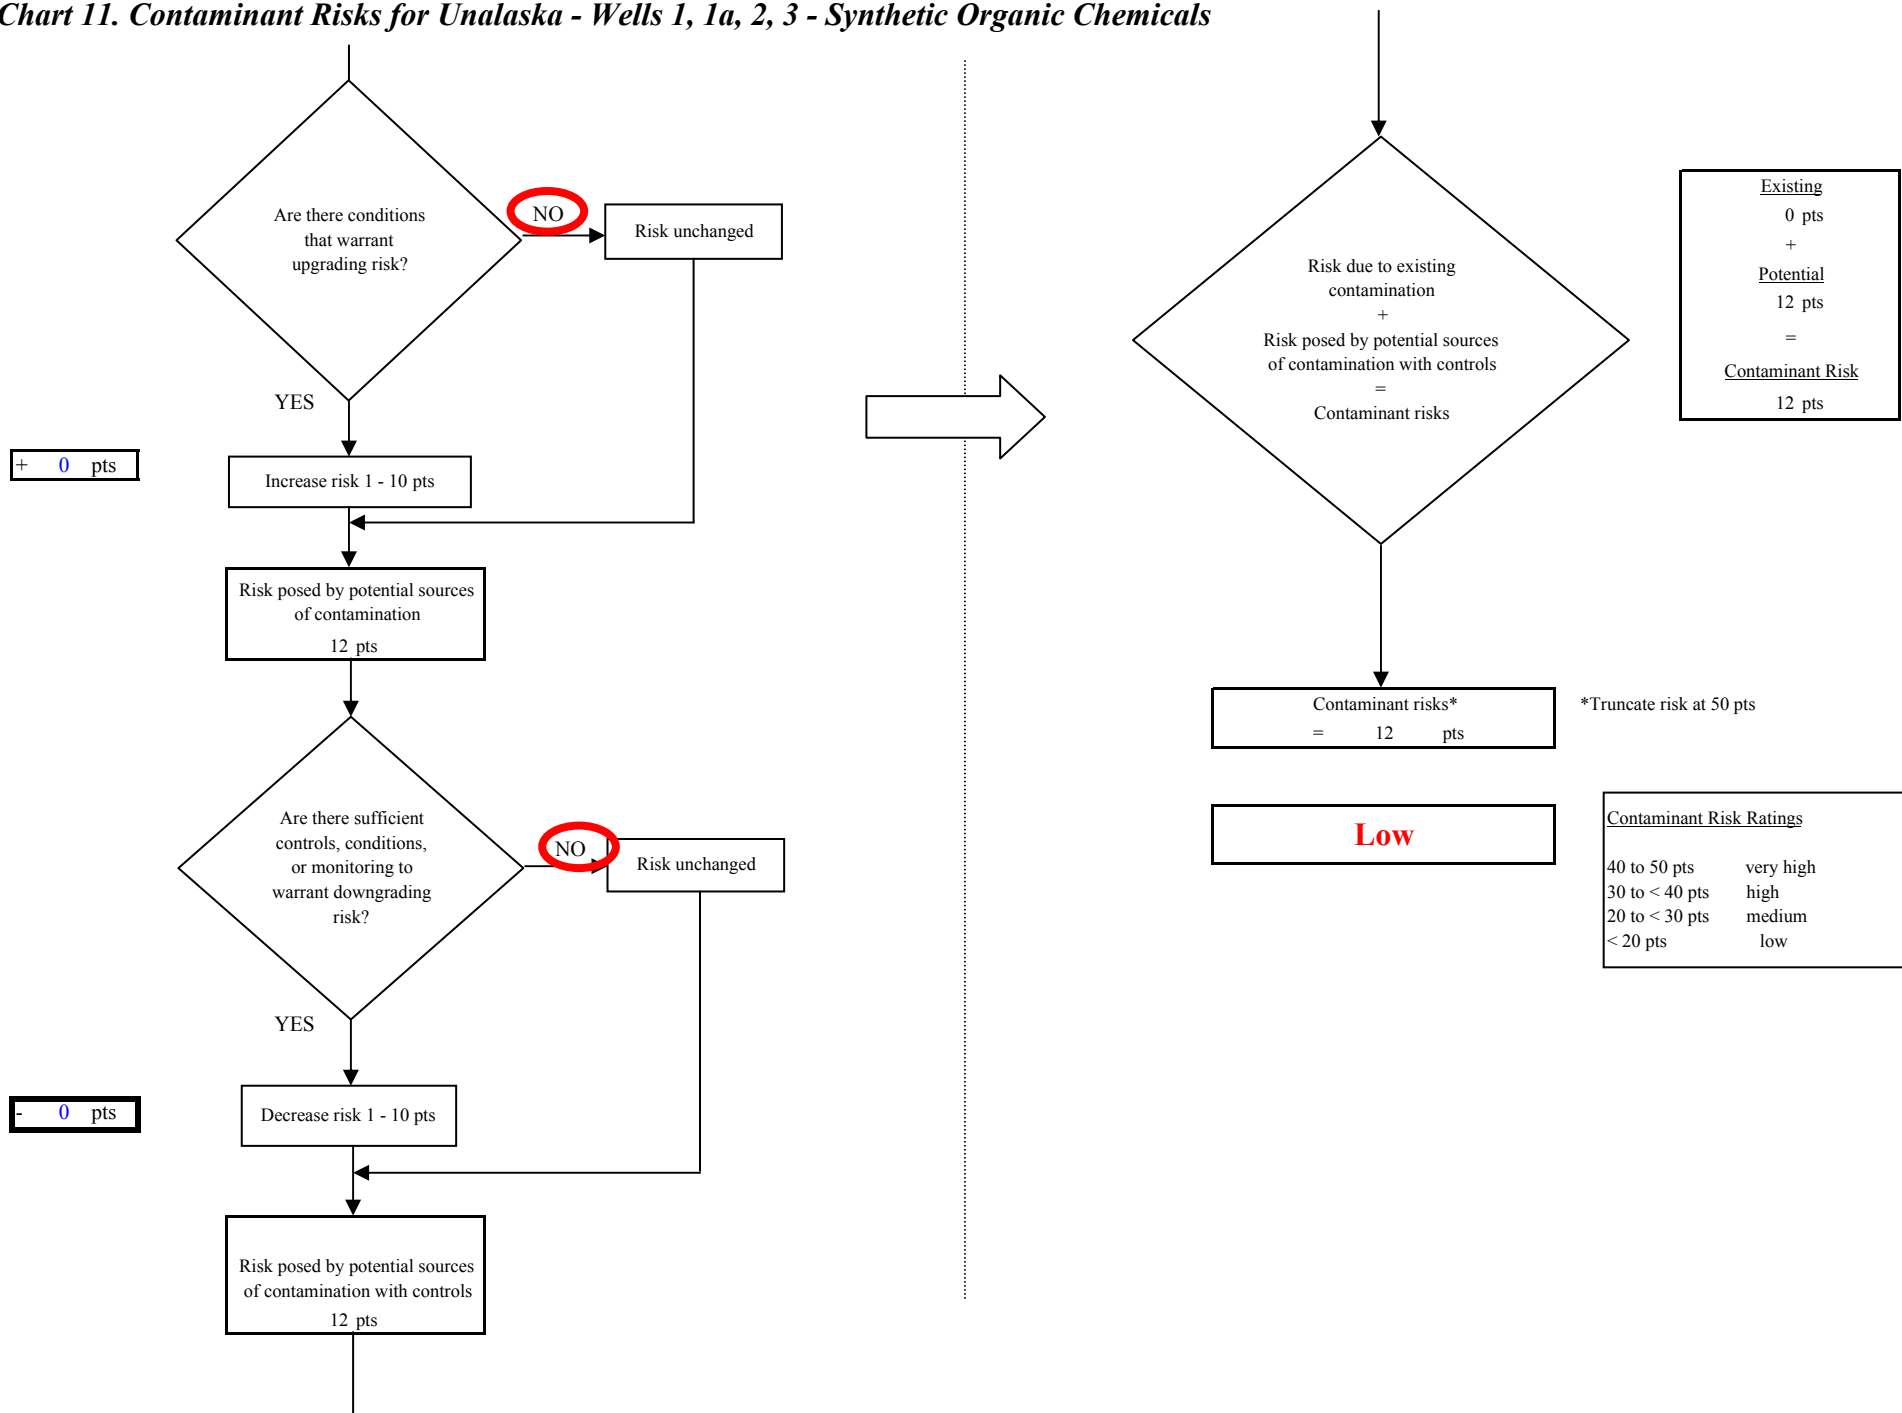 Chart 11. Contaminant Risks for Unalaska - Wells 1, 1a, 2, 3 - Synthetic Organic Chemicals
Are there conditions
that warrant
upgrading risk?
NO
Risk unchanged
YES
+ 0 pts
Increase risk 1 - 10 pts
Risk posed by potential sources
of contamination
12 pts
Are there sufficient
controls, conditions,
or monitoring to
warrant downgrading
risk?
NO
Risk unchanged
YES
- 0 pts
Decrease risk 1 - 10 pts
Risk posed by potential sources
of contamination with controls
12 pts
Risk due to existing
contamination
+
Risk posed by potential sources
of contamination with controls
=
Contaminant risks
Existing
0 pts
+
Potential
12 pts
=
Contaminant Risk
12 pts
Contaminant risks*
= 12 pts
*Truncate risk at 50 pts
Low
Contaminant Risk Ratings
40 to 50 pts very high
30 to < 40 pts high
20 to < 30 pts medium
< 20 pts low